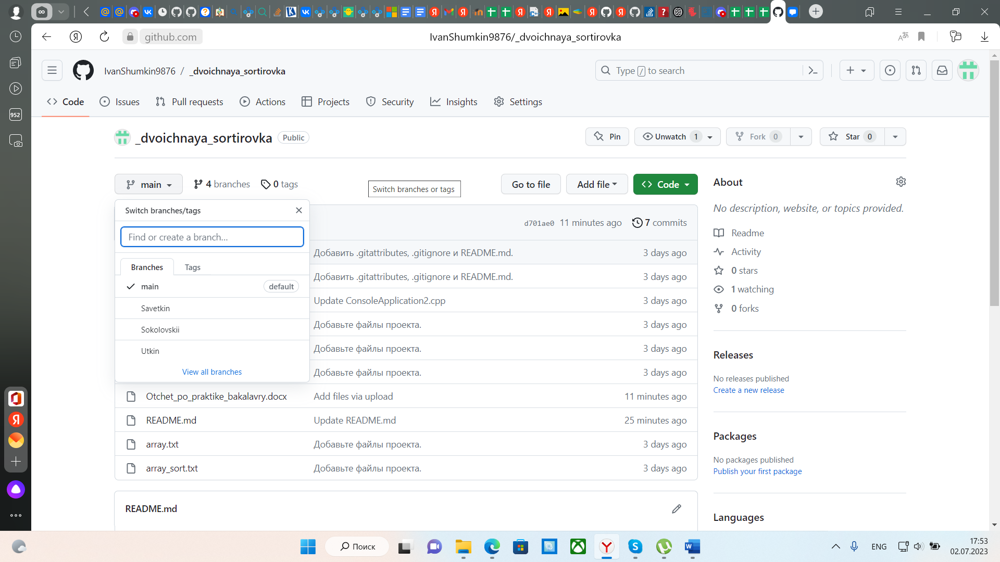 github.com
IvanShumkin9876/_dvoichnaya_sortirovka
952
IvanShumkin9876 / _dvoichnaya_sortirovka
Type / to search
Code
Issues
Pull requests
Actions
Projects
Security
Insights
Settings
_dvoichnaya_sortirovka
Public
Pin
Unwatch 1
Fork 0
Star 0
main
4 branches
0 tags
Switch branches or tags
Go to file
Add file
Code
Switch branches/tags
Find or create a branch...
Branches
Tags
main
default
Savetkin
Sokolovskii
Utkin
View all branches
d701ae0 11 minutes ago
7 commits
Добавить .gitattributes, .gitignore и README.md. 3 days ago
Добавить .gitattributes, .gitignore и README.md. 3 days ago
Update ConsoleApplication2.cpp 3 days ago
Добавьте файлы проекта. 3 days ago
Добавьте файлы проекта. 3 days ago
Добавьте файлы проекта. 3 days ago
Otchet_po_praktike_bakalavry.docx Add files via upload 11 minutes ago
README.md Update README.md 25 minutes ago
array.txt Добавьте файлы проекта. 3 days ago
array_sort.txt Добавьте файлы проекта. 3 days ago
README.md
About
No description, website, or topics provided.
Readme
Activity
0 stars
1 watching
0 forks
Releases
No releases published
Create a new release
Packages
No packages published
Publish your first package
Languages
Поиск
ENG
17:53
02.07.2023